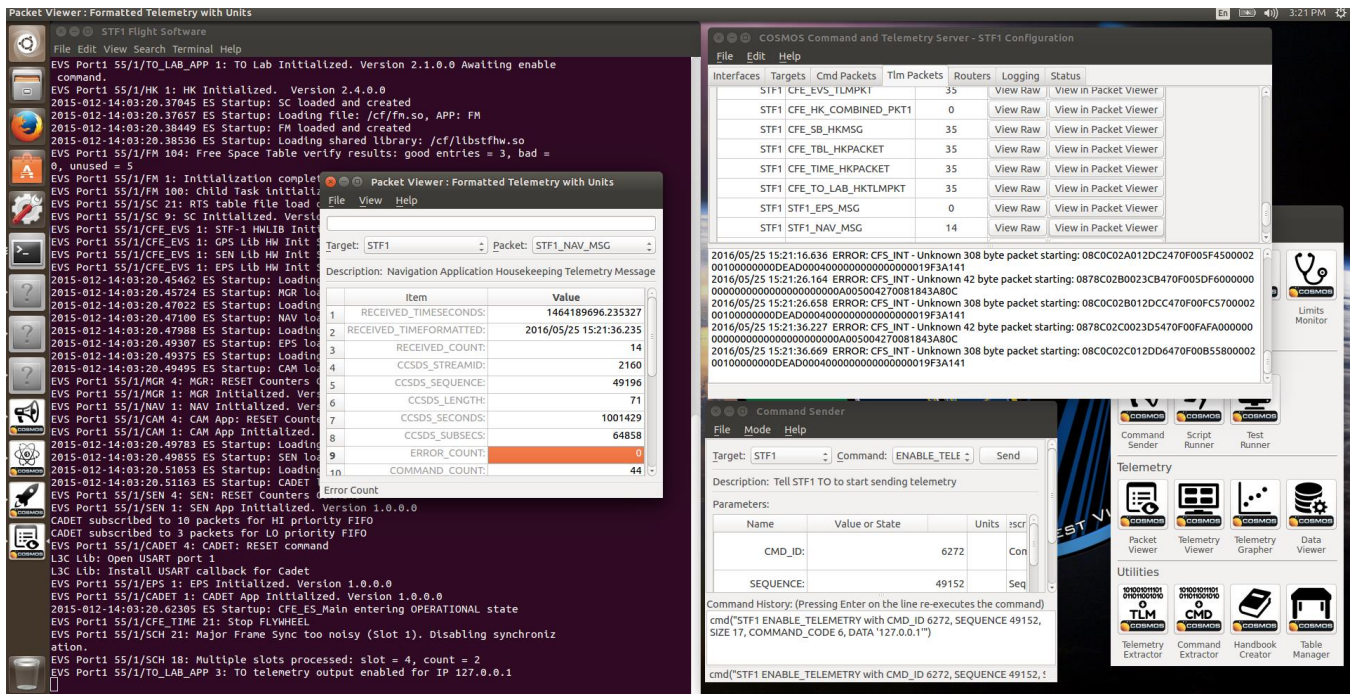 Packet Viewer : Formatted Telemetry with Units
En
3:21 PM
STF1 Flight Software
File Edit View Search Terminal Help
EVS Port1 55/1/TO_LAB_APP 1: TO Lab Initialized. Version 2.1.0.0 Awaiting enable
command.
EVS Port1 55/1/HK 1: HK Initialized.  Version 2.4.0.0
2015-012-14:03:20.37045 ES Startup: SC loaded and created
2015-012-14:03:20.37657 ES Startup: Loading file: /cf/fm.so, APP: FM
2015-012-14:03:20.38449 ES Startup: FM loaded and created
2015-012-14:03:20.38536 ES Startup: Loading shared library: /cf/libstfhw.so
EVS Port1 55/1/FM 104: Free Space Table verify results: good entries = 3, bad =
0, unused = 5
EVS Port1 55/1/FM 1: Initialization complet
EVS Port1 55/1/FM 100: Child Task initializ
EVS Port1 55/1/SC 21: RTS table file load
EVS Port1 55/1/SC 9: SC Initialized. Versi
EVS Port1 55/1/CFE_EVS 1: STF-1 HWLIB Init
EVS Port1 55/1/CFE_EVS 1: GPS Lib HW Init
EVS Port1 55/1/CFE_EVS 1: SEN Lib HW Init
EVS Port1 55/1/CFE_EVS 1: EPS Lib HW Init
2015-012-14:03:20.45462 ES Startup: Loading
2015-012-14:03:20.45724 ES Startup: MGR loa
2015-012-14:03:20.47022 ES Startup: Loading
2015-012-14:03:20.47100 ES Startup: NAV loa
2015-012-14:03:20.47988 ES Startup: Loading
2015-012-14:03:20.49307 ES Startup: EPS loa
2015-012-14:03:20.49375 ES Startup: Loading
2015-012-14:03:20.49495 ES Startup: CAM loa
EVS Port1 55/1/MGR 4: MGR: RESET Counters
EVS Port1 55/1/MGR 1: MGR Initialized. Vers
EVS Port1 55/1/NAV 1: NAV Initialized. Vers
EVS Port1 55/1/CAM 4: CAM App: RESET Counte
EVS Port1 55/1/CAM 1: CAM App Initialized.
2015-012-14:03:20.49783 ES Startup: Loading
2015-012-14:03:20.49855 ES Startup: SEN loa
2015-012-14:03:20.51053 ES Startup: Loading
2015-012-14:03:20.51163 ES Startup: CADET
EVS Port1 55/1/SEN 4: SEN: RESET Counters
EVS Port1 55/1/SEN 1: SEN App Initialized. Version 1.0.0.0
CADET subscribed to 10 packets for HI priority FIFO
CADET subscribed to 3 packets for LO priority FIFO
EVS Port1 55/1/CADET 4: CADET: RESET command
L3C Lib: Open USART port 1
L3C Lib: Install USART callback for Cadet
EVS Port1 55/1/EPS 1: EPS Initialized. Version 1.0.0.0
EVS Port1 55/1/CADET 1: CADET App Initialized. Version 1.0.0.0
2015-012-14:03:20.62305 ES Startup: CFE_ES_Main entering OPERATIONAL state
EVS Port1 55/1/CFE_TIME 21: Stop FLYWHEEL
EVS Port1 55/1/SCH 21: Major Frame Sync too noisy (Slot 1). Disabling synchroniz
ation.
EVS Port1 55/1/SCH 18: Multiple slots processed: slot = 4, count = 2
EVS Port1 55/1/TO_LAB_APP 3: TO telemetry output enabled for IP 127.0.0.1
Packet Viewer : Formatted Telemetry with Units
File View Help
Target: STF1 Packet: STF1_NAV_MSG
Description: Navigation Application Housekeeping Telemetry Message
Item Value
1 RECEIVED_TIMESECONDS: 1464189696.235327
2 RECEIVED_TIMEFORMATTED: 2016/05/25 15:21:36.235
3 RECEIVED_COUNT: 14
4 CCSDS_STREAMID: 2160
5 CCSDS_SEQUENCE: 49196
6 CCSDS_LENGTH: 71
7 CCSDS_SECONDS: 1001429
8 CCSDS_SUBSECS: 64858
9 ERROR_COUNT: 0
10 COMMAND_COUNT: 44
Error Count
COSMOS Command and Telemetry Server - STF1 Configuration
File Edit Help
Interfaces Targets Cmd Packets Tlm Packets Routers Logging Status
STF1 CFE_EVS_TLMPKT 35 View Raw View in Packet Viewer
STF1 CFE_HK_COMBINED_PKT1 0 View Raw View in Packet Viewer
STF1 CFE_SB_HKMSG 35 View Raw View in Packet Viewer
STF1 CFE_TBL_HKPACKET 35 View Raw View in Packet Viewer
STF1 CFE_TIME_HKPACKET 35 View Raw View in Packet Viewer
STF1 CFE_TO_LAB_HKTLMPKT 35 View Raw View in Packet Viewer
STF1 STF1_EPS_MSG 0 View Raw View in Packet Viewer
STF1 STF1_NAV_MSG 14 View Raw View in Packet Viewer
2016/05/25 15:21:16.636 ERROR: CFS_INT - Unknown 308 byte packet starting: 08C0C02A012DC2470F005F4500002
00100000000DEAD000400000000000000019F3A141
2016/05/25 15:21:26.164 ERROR: CFS_INT - Unknown 42 byte packet starting: 0878C02B0023CB470F005DF6000000
0000000000000000000000A005004270081843A80C
2016/05/25 15:21:26.658 ERROR: CFS_INT - Unknown 308 byte packet starting: 08C0C02B012DCC470F00FC5700002
00100000000DEAD000400000000000000019F3A141
2016/05/25 15:21:36.227 ERROR: CFS_INT - Unknown 42 byte packet starting: 0878C02C0023D5470F00FAFA000000
0000000000000000000000A005004270081843A80C
2016/05/25 15:21:36.669 ERROR: CFS_INT - Unknown 308 byte packet starting: 08C0C02C012DD6470F00B55800002
00100000000DEAD000400000000000000019F3A141
Command Sender
File Mode Help
Target: STF1 Command: ENABLE_TELE Send
Description: Tell STF1 TO to start sending telemetry
Parameters:
Name Value or State Units escr
CMD_ID: 6272 Con
SEQUENCE: 49152 Seq
Command History: (Pressing Enter on the line re-executes the command)
cmd("STF1 ENABLE_TELEMETRY with CMD_ID 6272, SEQUENCE 49152,
SIZE 17, COMMAND_CODE 6, DATA '127.0.0.1'")
cmd("STF1 ENABLE_TELEMETRY with CMD_ID 6272, SEQUENCE 49152, S
EST VI
COSMOS
Limits
Monitor
COSMOS COSMOS COSMOS
Command Script Test
Sender Runner Runner
Telemetry
COSMOS COSMOS COSMOS COSMOS
Packet Telemetry Telemetry Data
Viewer Viewer Grapher Viewer
Utilities
TLM CMD
COSMOS COSMOS COSMOS COSMOS
Telemetry Command Handbook Table
Extractor Extractor Creator Manager
COSMOS
COSMOS
COSMOS
COSMOS